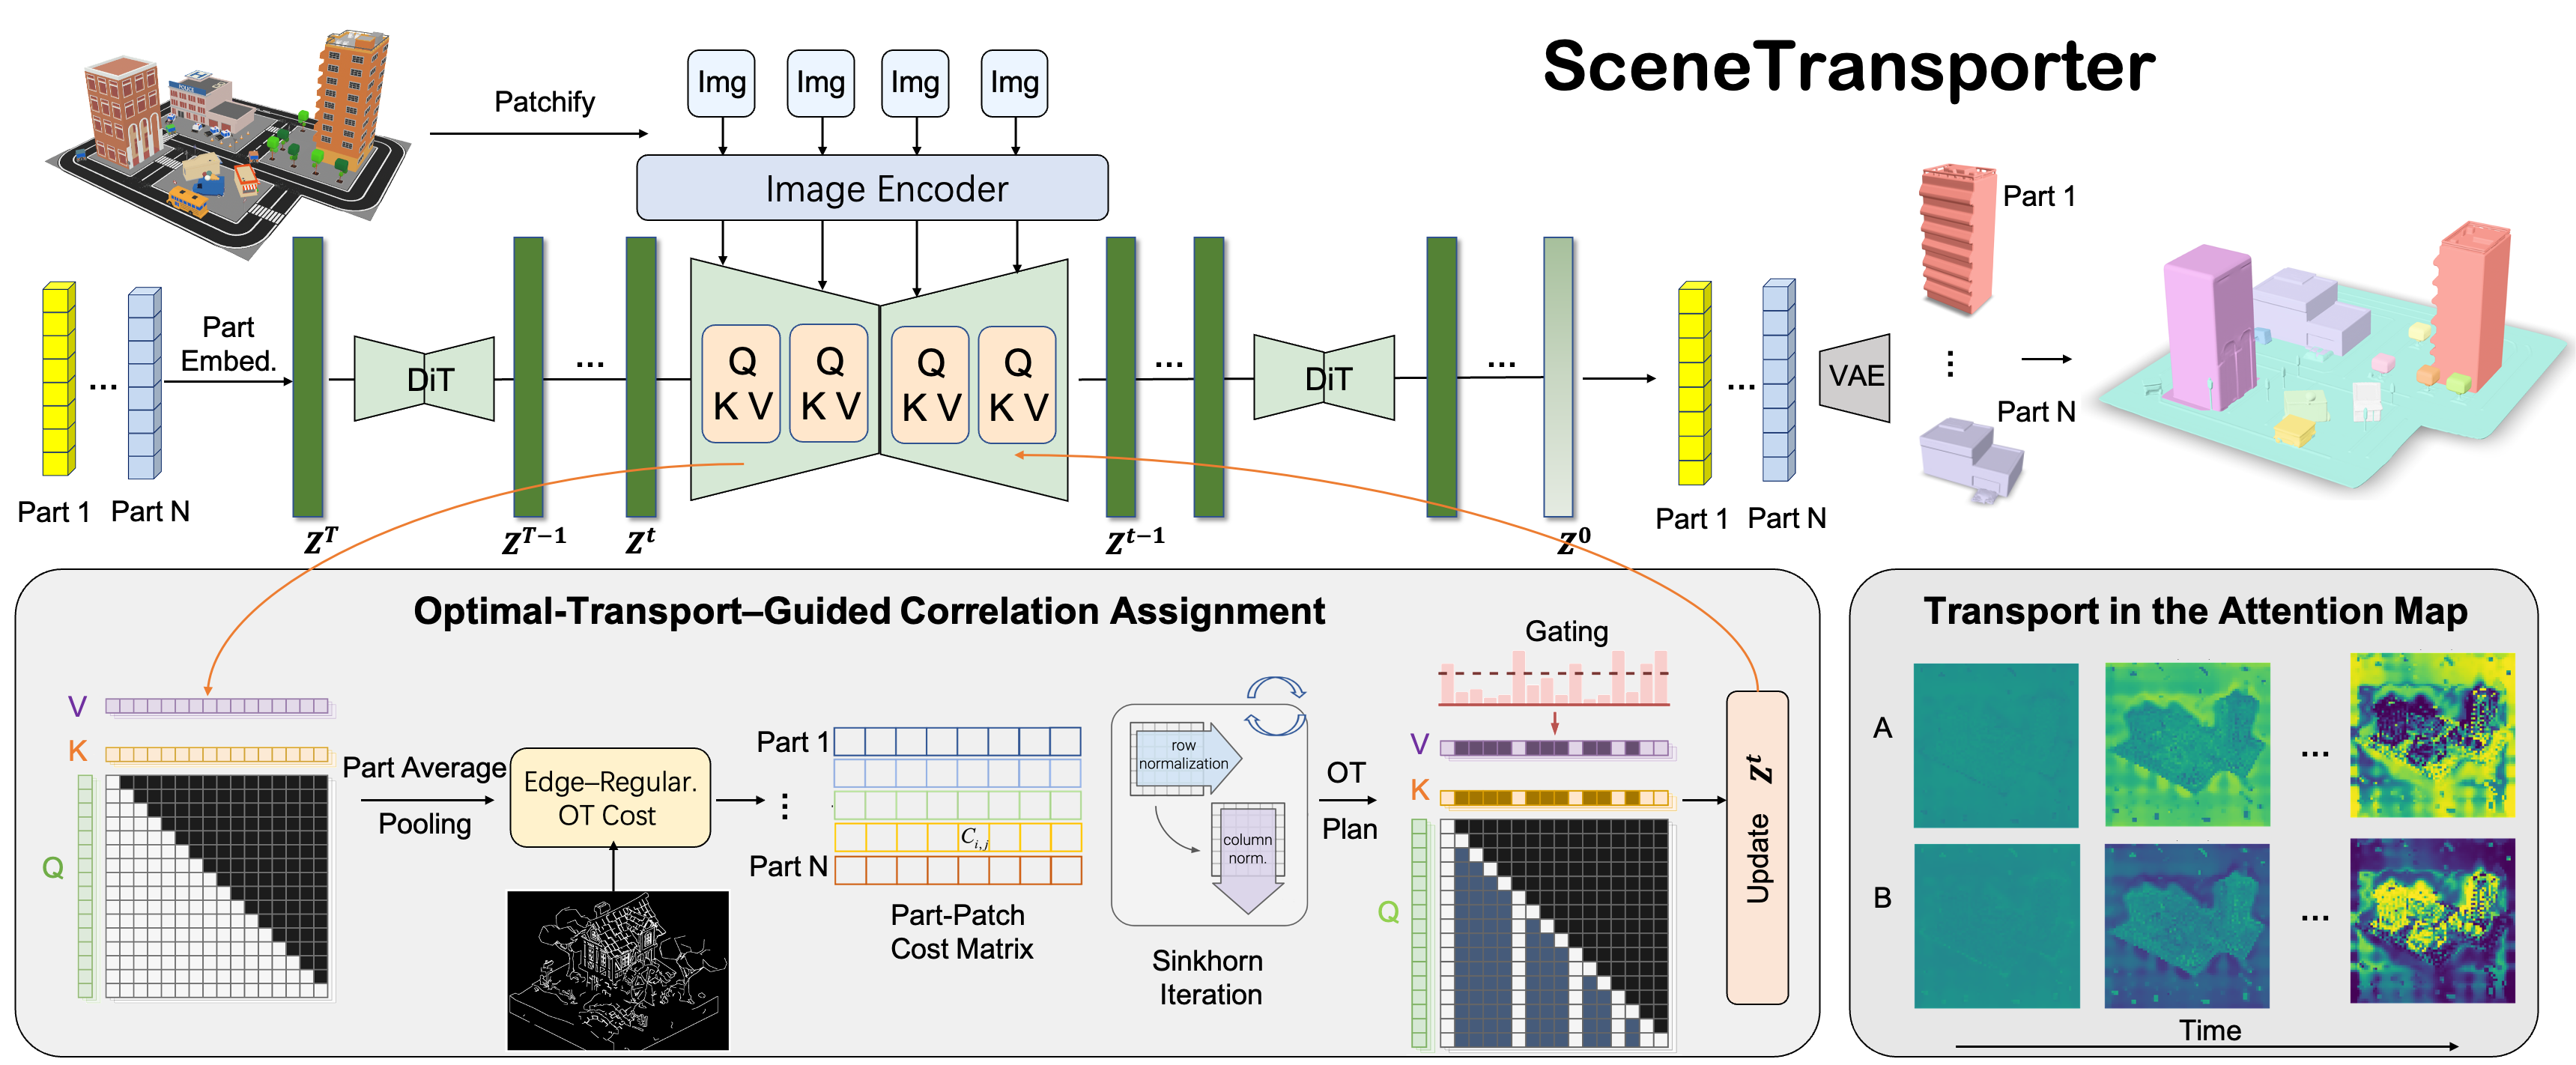 SceneTransporter
Patchify
Img
Img
Img
Img
Image Encoder
Part 1
...
Part N
Part
Embed.
DiT
...
Q
K V
Q
K V
Q
K V
Q
K V
...
DiT
...
...
VAE
Part 1
⋮
Part N
Part 1
Part N
Z^T
Z^{T-1}
Z^t
Z^{t-1}
Z^0
Part 1
Part N
Optimal-Transport–Guided Correlation Assignment
V
K
Q
Part Average
Pooling
Edge–Regular.
OT Cost
Part 1
⋮
C_{i,j}
Part N
Part-Patch
Cost Matrix
row
normalization
column
norm.
Sinkhorn
Iteration
OT
Plan
Gating
V
K
Q
Update Z^t
Transport in the Attention Map
A
...
B
...
Time